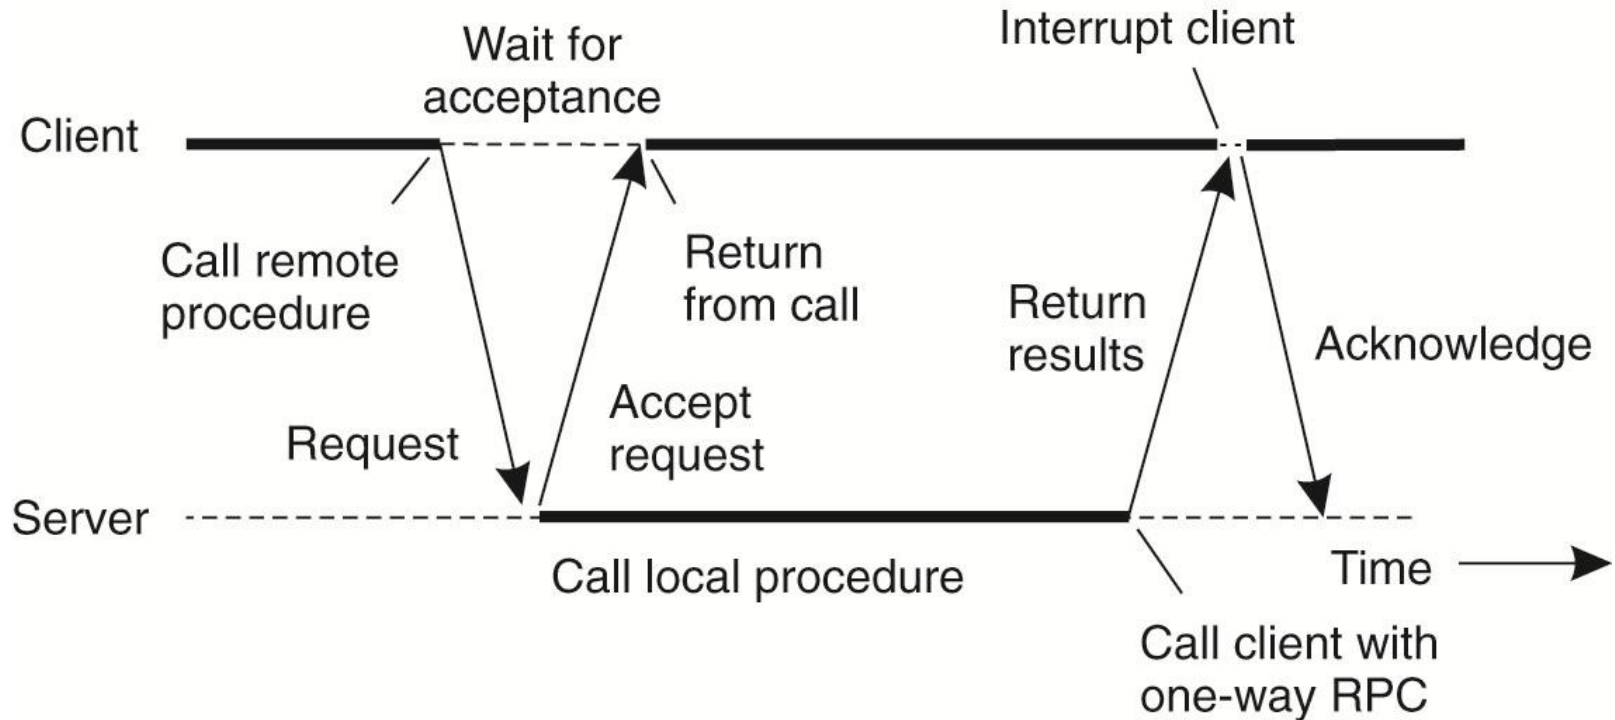 Interrupt client
Wait for
acceptance
Client
Call remote
procedure
Return
from call
Return
results
Acknowledge
Accept
request
Request
Server
Call local procedure
Time
Call client with
one-way RPC